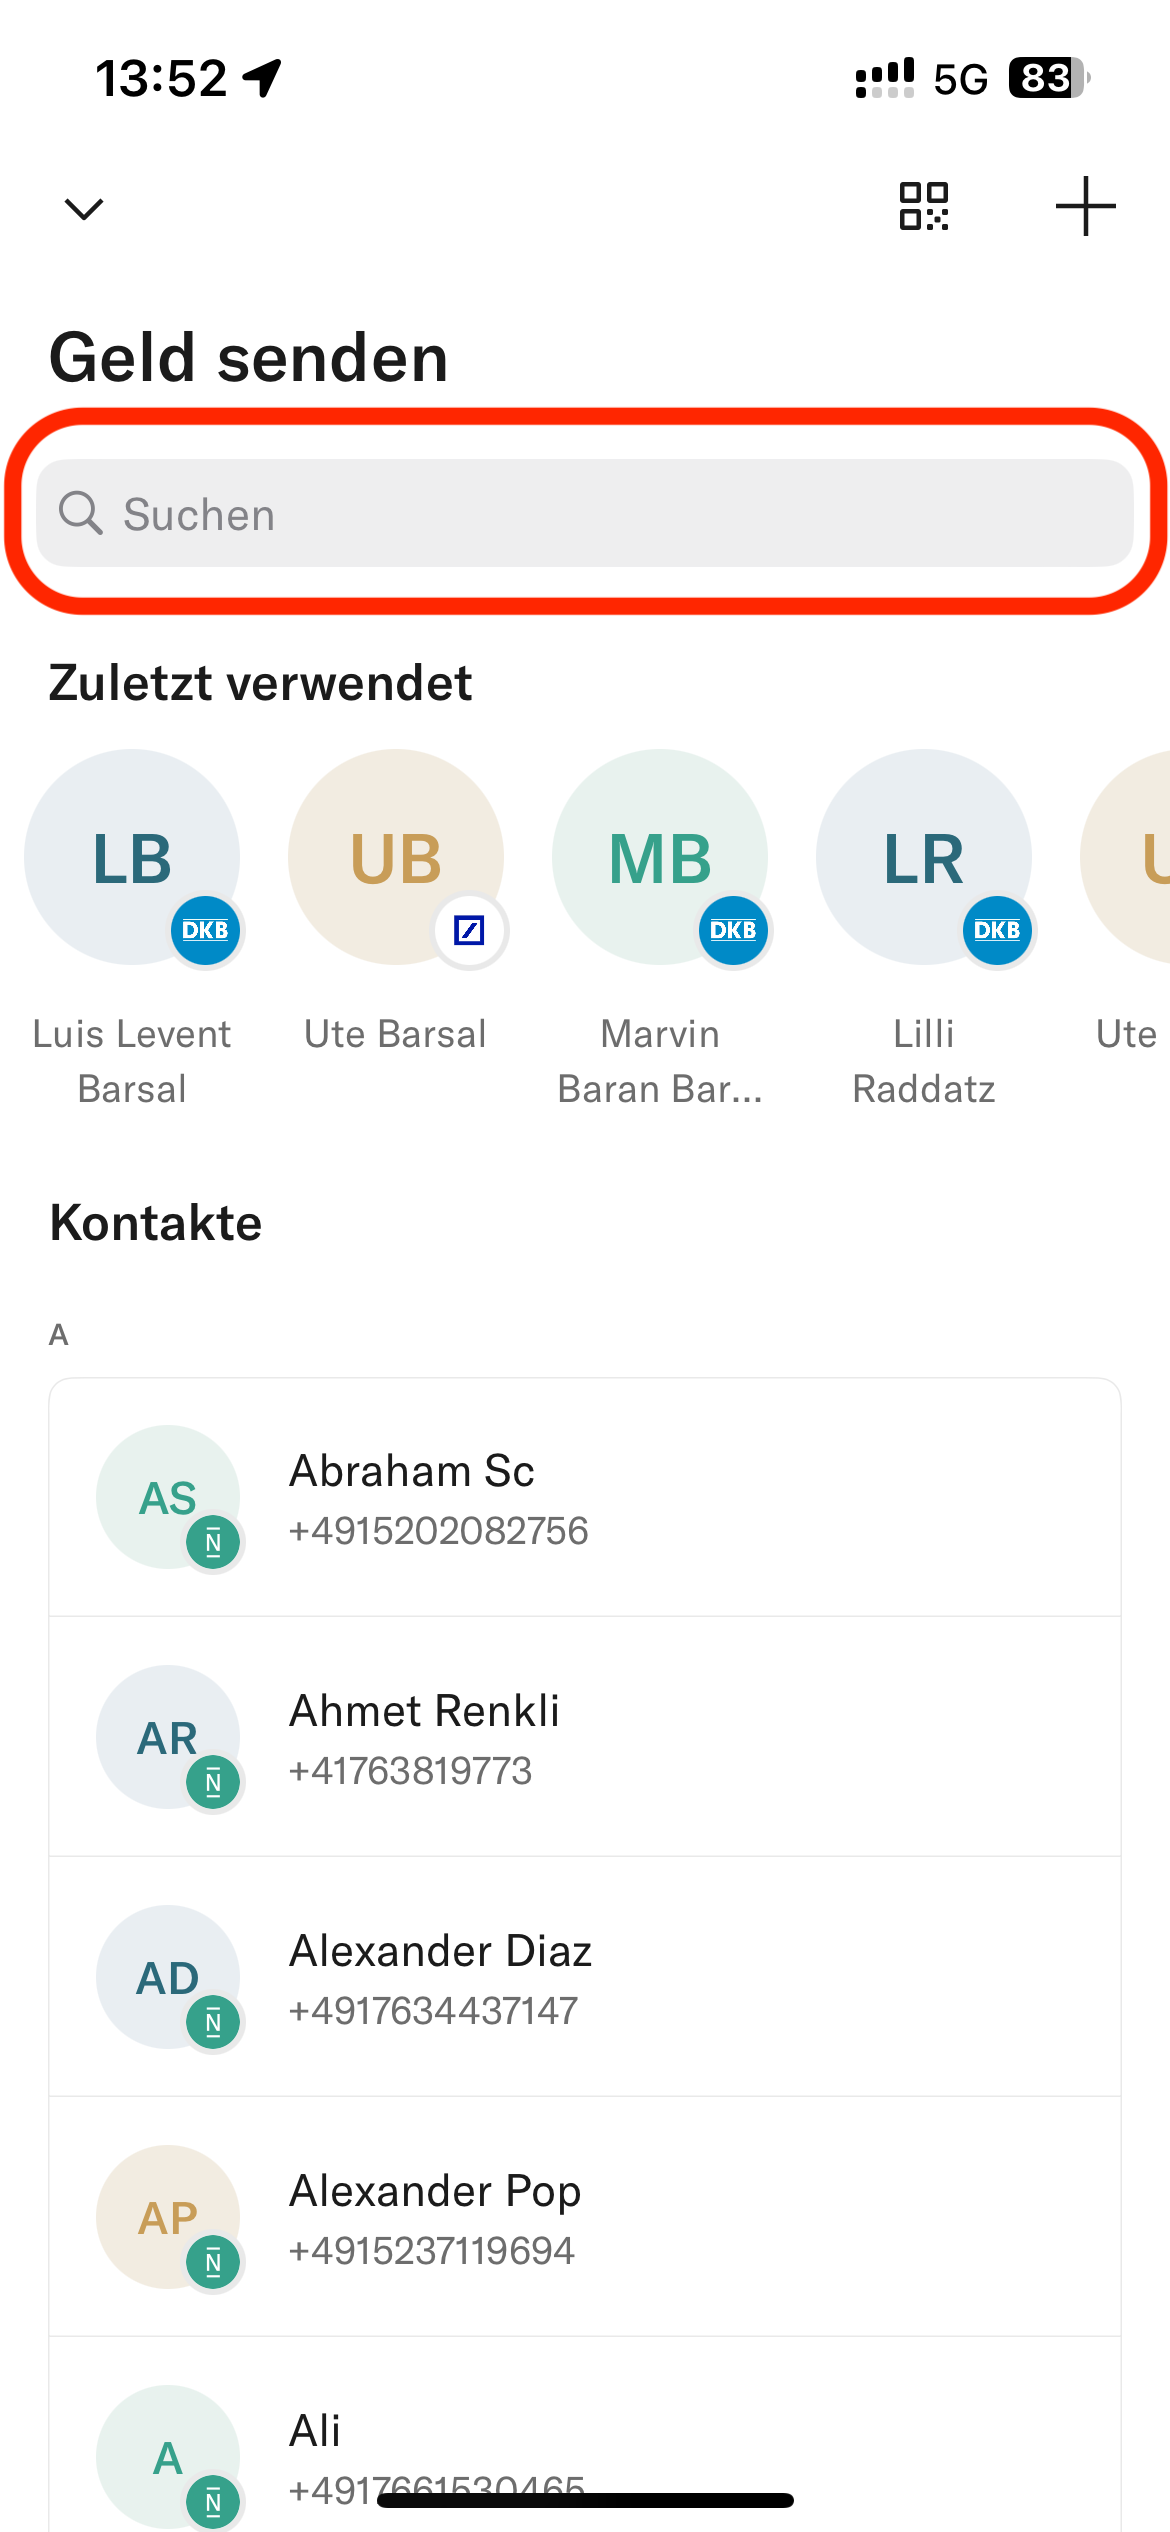 13:52 5G 83
Geld senden
Suchen
Zuletzt verwendet
LB UB MB LR U
DKB DKB DKB
Luis Levent Ute Barsal Marvin Lilli Ute
Barsal Baran Bar... Raddatz
Kontakte
A
AS Abraham Sc
N +4915202082756
AR Ahmet Renkli
N +41763819773
AD Alexander Diaz
N +4917634437147
AP Alexander Pop
N +4915237119694
A Ali
N +4917661530465